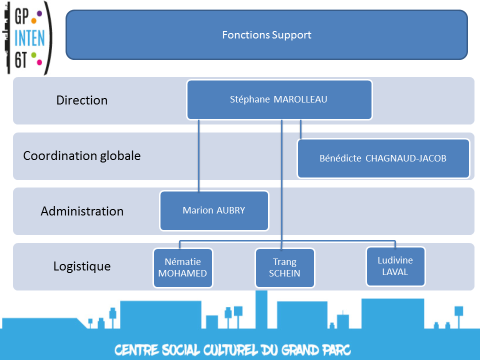 GP
INTEN
GT
Fonctions Support
Direction
Stéphane MAROLLEAU
Coordination globale
Bénédicte CHAGNAUD-JACOB
Administration
Marion AUBRY
Logistique
Nématie
MOHAMED
Trang
SCHEIN
Ludivine
LAVAL
CENTRE SOCIAL CULTUREL DU GRAND PARC